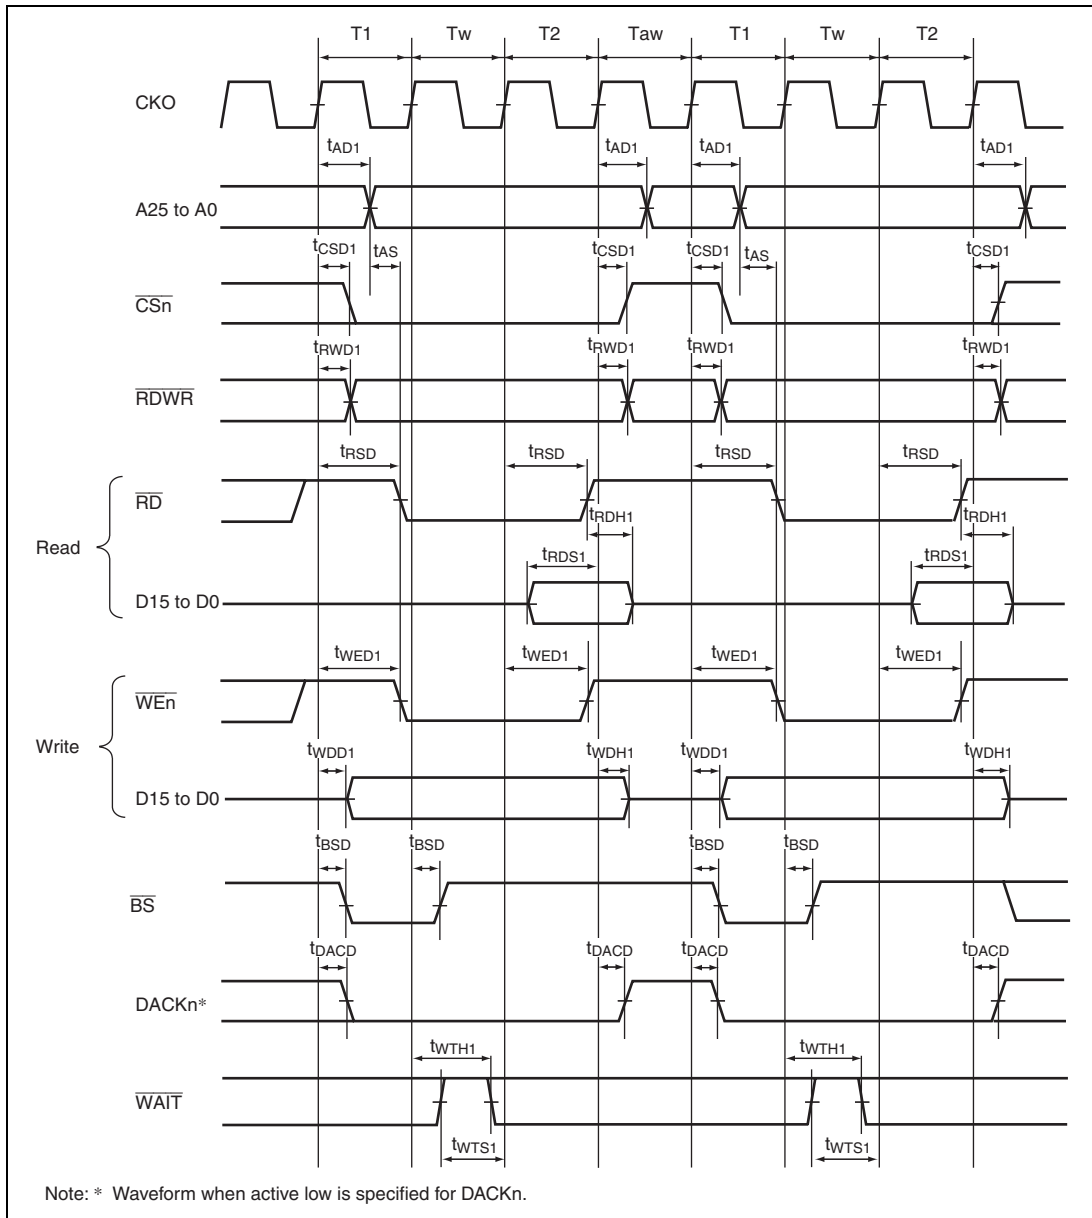 T1 Tw T2 Taw T1 Tw T2
CKO
tAD1 tAD1 tAD1 tAD1
A25 to A0
tCSD1 tAS tCSD1 tCSD1 tAS tCSD1
CSn
tRWD1 tRWD1 tRWD1 tRWD1
RDWR
tRSD tRSD tRSD tRSD
RD
tRDH1 tRDH1
Read
tRDS1 tRDS1
D15 to D0
tWED1 tWED1 tWED1 tWED1
WEn
Write
tWDD1 tWDH1 tWDD1 tWDH1
D15 to D0
tBSD tBSD tBSD tBSD
BS
tDACD tDACD tDACD tDACD
DACKn*
tWTH1 tWTH1
WAIT
tWTS1 tWTS1
Note: * Waveform when active low is specified for DACKn.